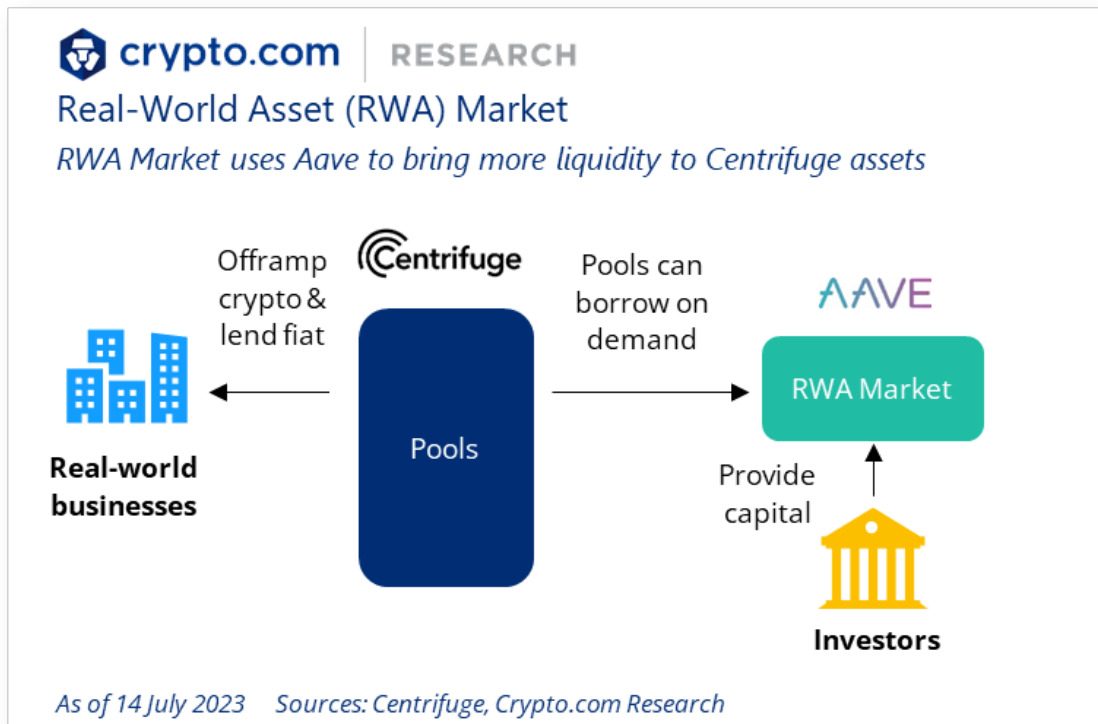 crypto.com | RESEARCH
Real-World Asset (RWA) Market
RWA Market uses Aave to bring more liquidity to Centrifuge assets
Offramp
crypto &
lend fiat
Centrifuge
Pools can
borrow on
demand
AAVE
Real-world
businesses
Pools
RWA Market
Provide
capital
Investors
As of 14 July 2023 Sources: Centrifuge, Crypto.com Research